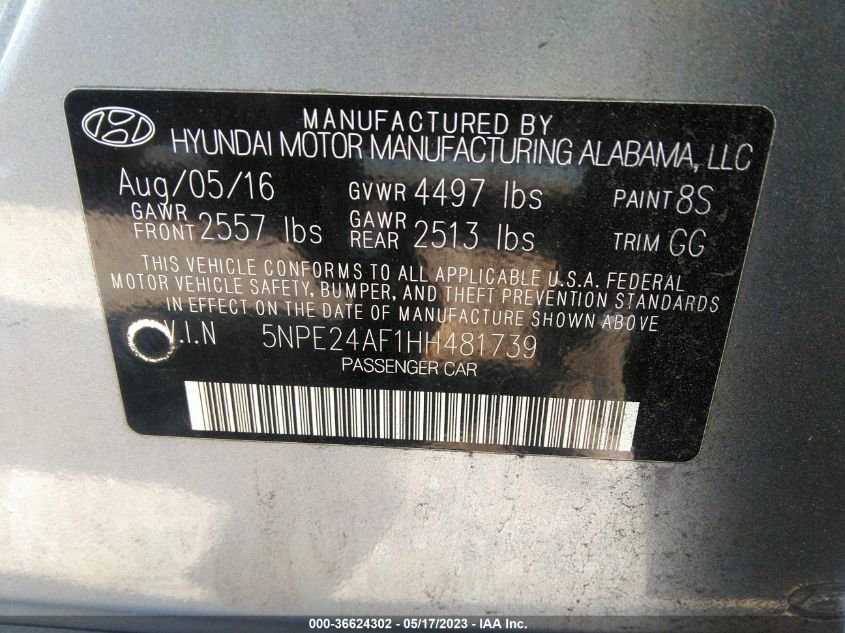 MANUFACTURED BY
HYUNDAI MOTOR MANUFACTURING ALABAMA, LLC
Aug/05/16 GVWR 4497 lbs PAINT 8S
GAWR FRONT 2557 lbs GAWR REAR 2513 lbs TRIM GG
THIS VEHICLE CONFORMS TO ALL APPLICABLE U.S.A. FEDERAL
MOTOR VEHICLE SAFETY, BUMPER, AND THEFT PREVENTION STANDARDS
IN EFFECT ON THE DATE OF MANUFACTURE SHOWN ABOVE
V.I.N 5NPE24AF1HH481739
PASSENGER CAR
000-36624302 - 05/17/2023 - IAA Inc.